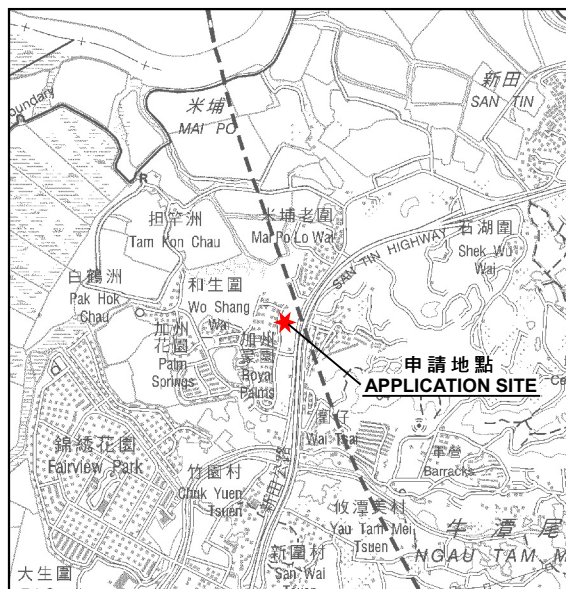 新田
SAN TIN
米埔
MAI PO
oundary
R
担竿洲
Tam Kon Chau
米埔老圍
Mai Po Lo Wai
石湖圍
Shek Wu
Wai
SAN TIN HIGHWAY
白鶴洲
Pak Hok
Chau
和生圍
Wo Shang
Wai
加州
花園
Palm
Springs
加州
豪園
Royal
Palms
申請地點
APPLICATION SITE
圍仔
Wai Tsai
錦綉花園
Fairview Park
竹園村
Chuk Yuen
Tsuen
新田公路
軍營
Barracks
攸潭美村
Yau Tam Mei
Tsuen
牛潭尾
NGAU TAM M
新圍村
San Wai
大生圍